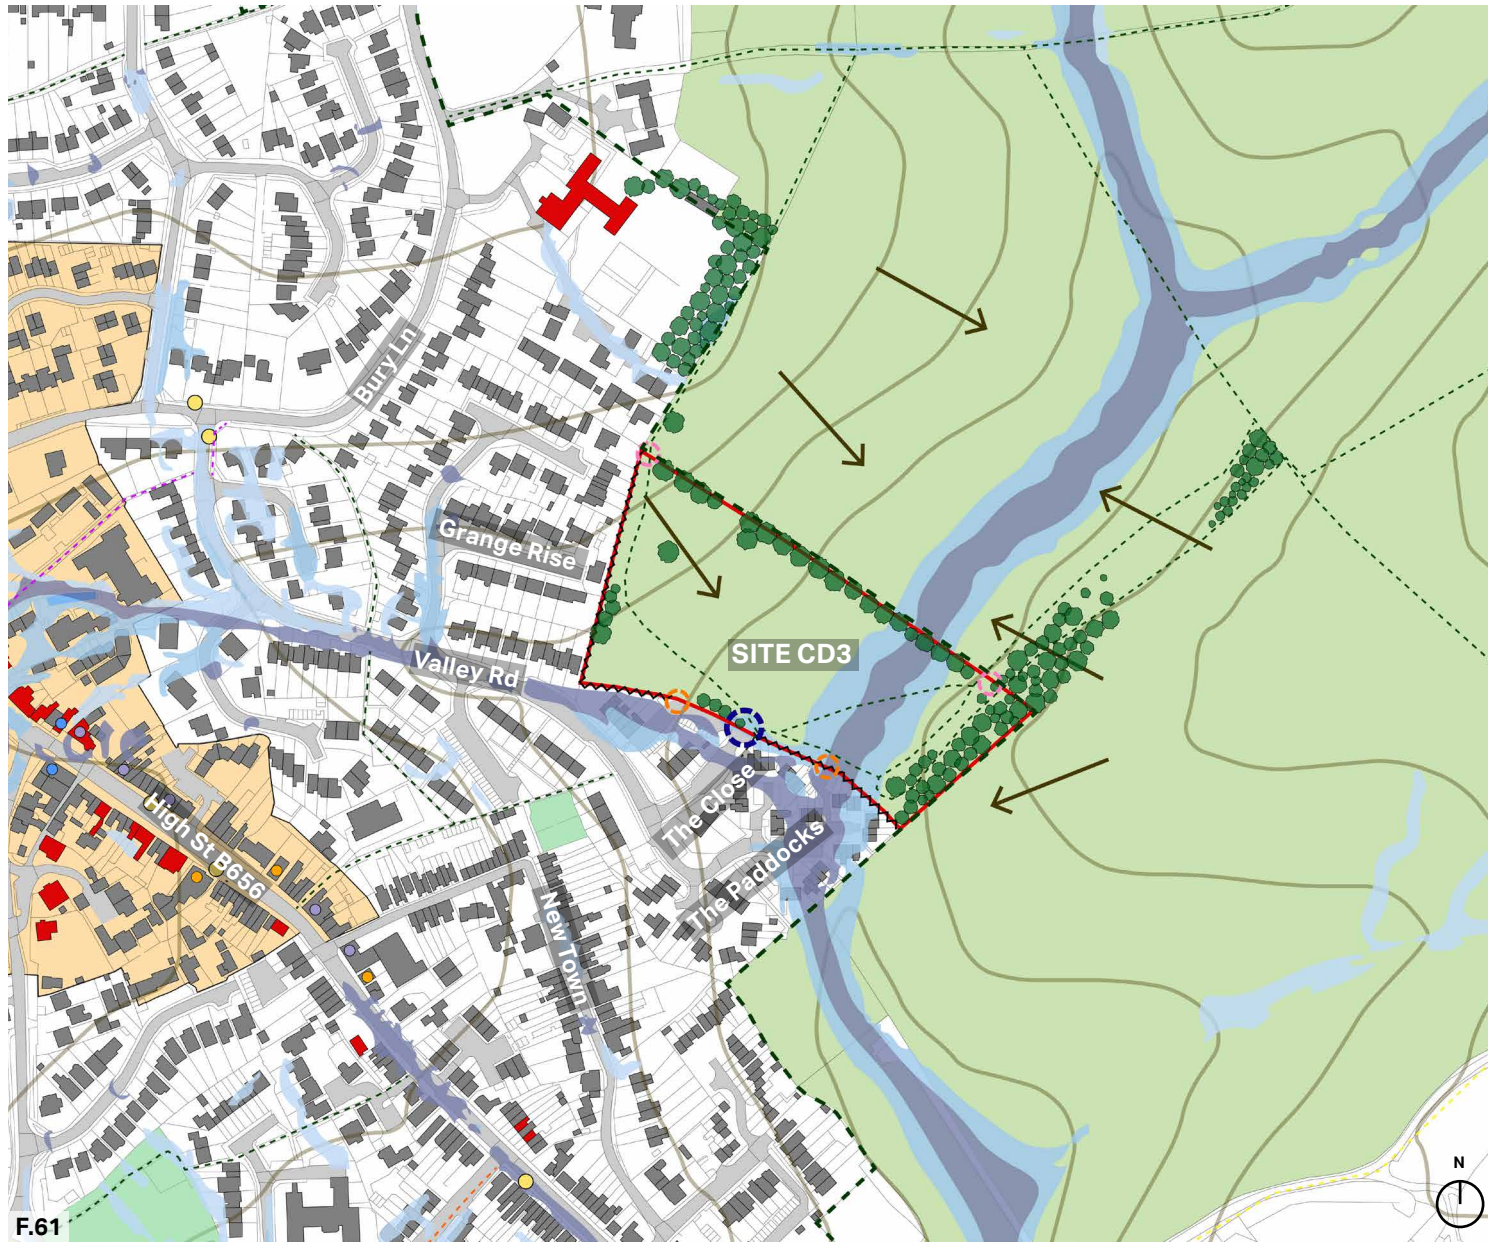 Bury Ln
Grange Rise
SITE CD3
Valley Rd
The Close
High St B656
The Paddocks
New Town
N
F.61